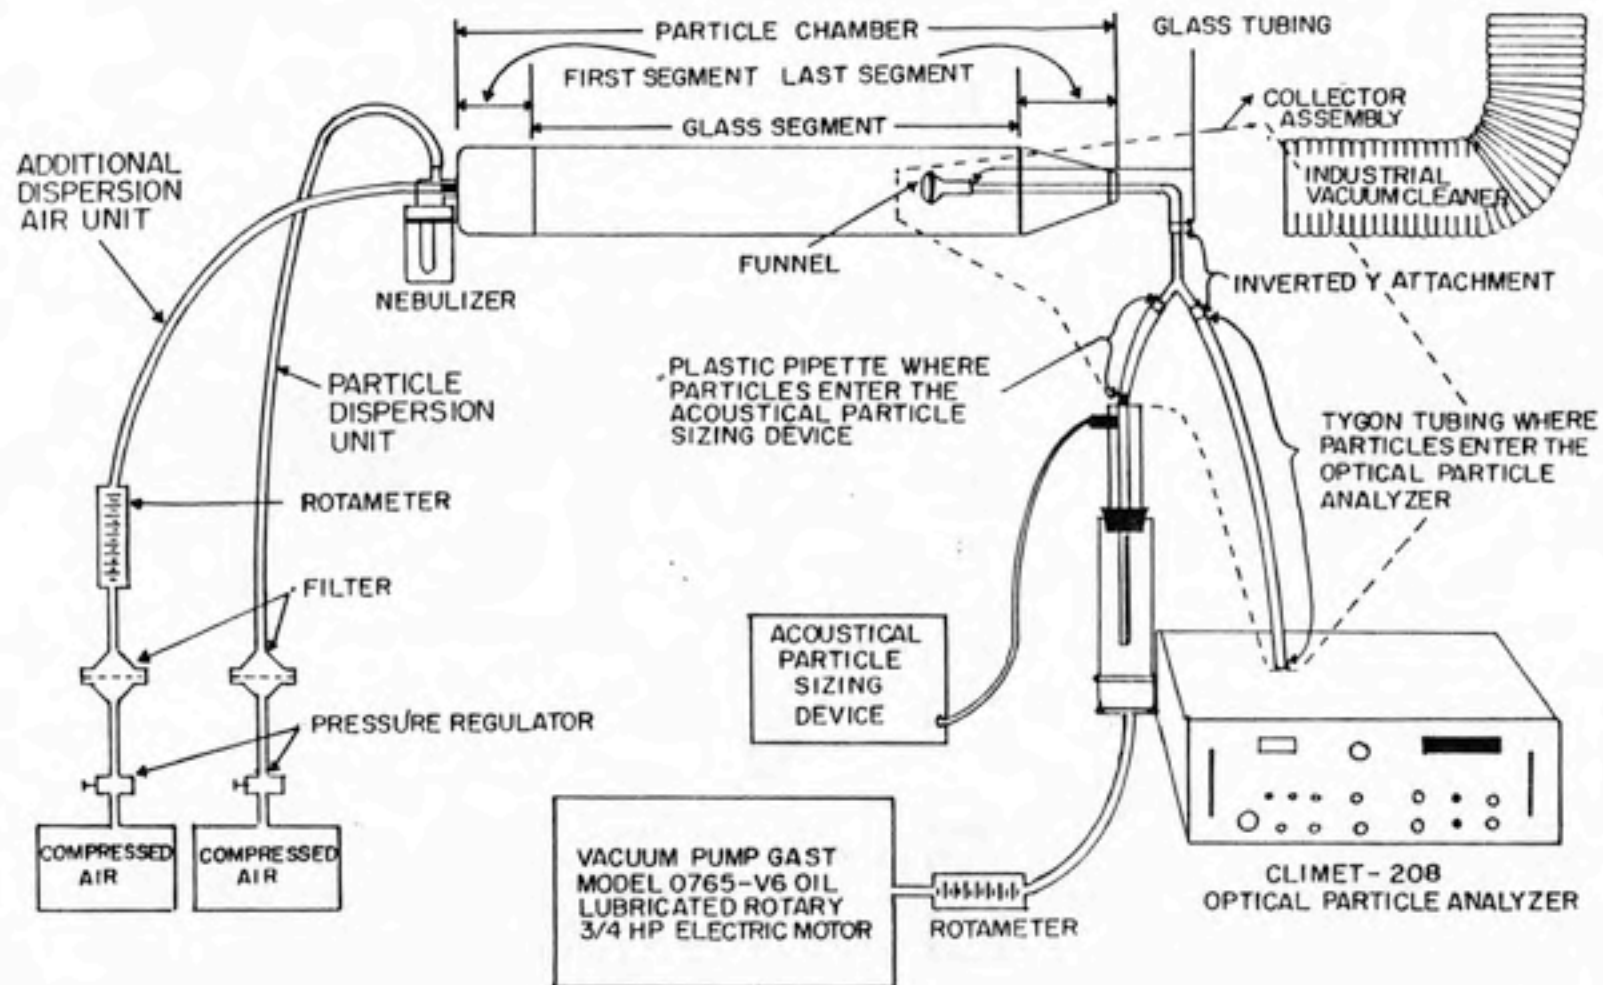 PARTICLE CHAMBER
GLASS TUBING
FIRST SEGMENT
LAST SEGMENT
GLASS SEGMENT
COLLECTOR
ASSEMBLY
INDUSTRIAL
VACUUM CLEANER
ADDITIONAL
DISPERSION
AIR UNIT
FUNNEL
NEBULIZER
INVERTED Y ATTACHMENT
PLASTIC PIPETTE WHERE
PARTICLES ENTER THE
ACOUSTICAL PARTICLE
SIZING DEVICE
PARTICLE
DISPERSION
UNIT
TYGON TUBING WHERE
PARTICLES ENTER THE
OPTICAL PARTICLE
ANALYZER
ROTAMETER
FILTER
ACOUSTICAL
PARTICLE
SIZING
DEVICE
PRESSURE REGULATOR
COMPRESSED
AIR
COMPRESSED
AIR
VACUUM PUMP GAST
MODEL 0765-V6 OIL
LUBRICATED ROTARY
3/4 HP ELECTRIC MOTOR
ROTAMETER
CLIMET-208
OPTICAL PARTICLE ANALYZER